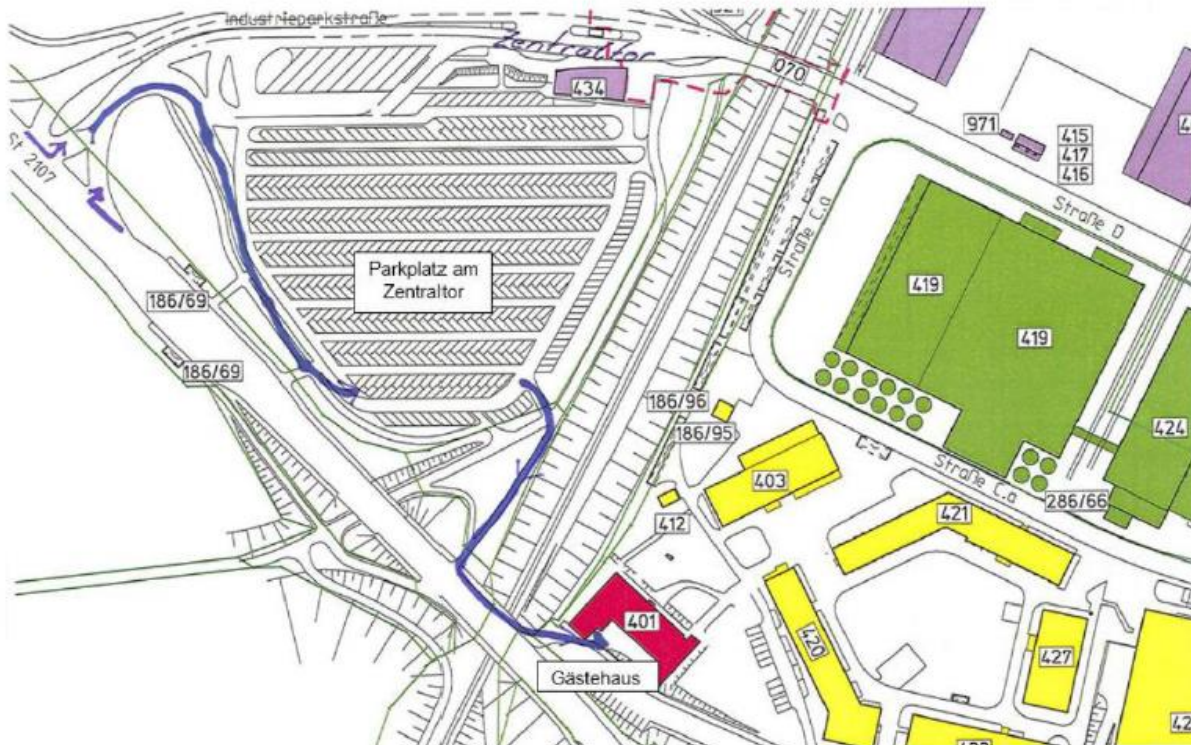 Industrieparkstraße
Zentraltor
434
070
971
415
417
416
St 2107
Straße D
Straße C.a
419
419
Parkplatz am
Zentraltor
186/69
186/69
186/96
186/95
424
403
Straße C.a
286/66
412
421
401
420
427
Gästehaus